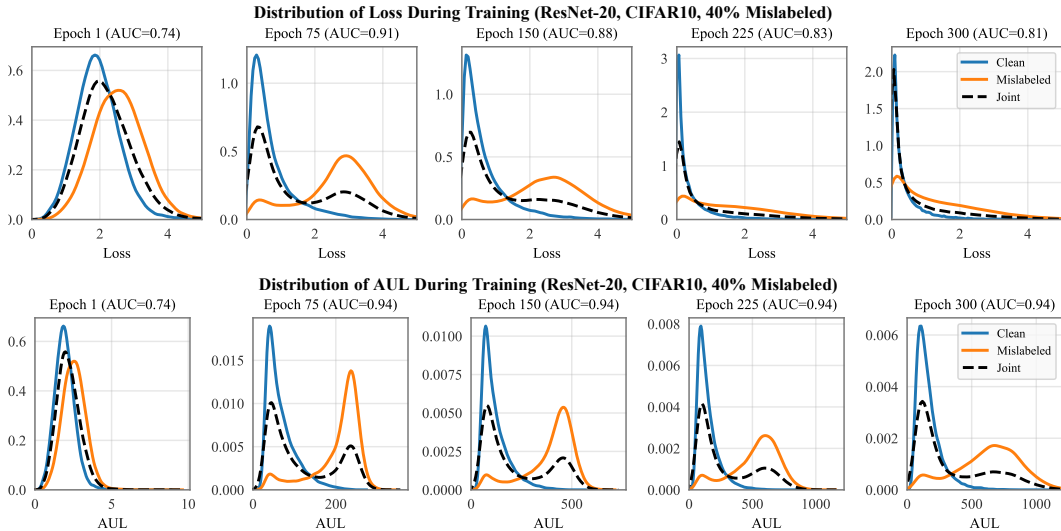 Distribution of Loss During Training (ResNet-20, CIFAR10, 40% Mislabeled)
Epoch 1 (AUC=0.74) Epoch 75 (AUC=0.91) Epoch 150 (AUC=0.88) Epoch 225 (AUC=0.83) Epoch 300 (AUC=0.81)
0.6
0.4
0.2
0.0
0 2 4
Loss
1.0
0.5
0.0
0 2 4
Loss
1.0
0.5
0
0 2 4
Loss
3
2
1
0
0 2 4
Loss
2.0
1.5
1.0
0.5
0.0
0 2 4
Loss
Clean
Mislabeled
Joint
Distribution of AUL During Training (ResNet-20, CIFAR10, 40% Mislabeled)
Epoch 1 (AUC=0.74) Epoch 75 (AUC=0.94) Epoch 150 (AUC=0.94) Epoch 225 (AUC=0.94) Epoch 300 (AUC=0.94)
0.6
0.4
0.2
0.0
0 5 10
AUL
0.015
0.010
0.005
0.000
0 200
AUL
0.0100
0.0075
0.0050
0.0025
0.0000
0 500
AUL
0.008
0.006
0.004
0.002
0.000
0 500 1000
AUL
0.006
0.004
0.002
0.000
0 500 1000
AUL
Clean
Mislabeled
Joint